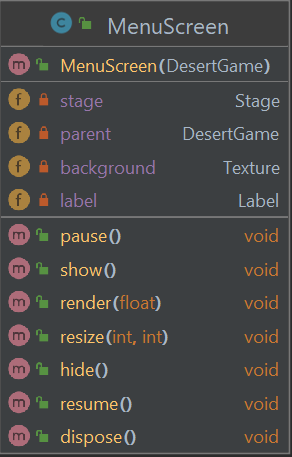 C MenuScreen
m MenuScreen(DesertGame)
f stage Stage
f parent DesertGame
f background Texture
f label Label
m pause() void
m show() void
m render(float) void
m resize(int, int) void
m hide() void
m resume() void
m dispose() void